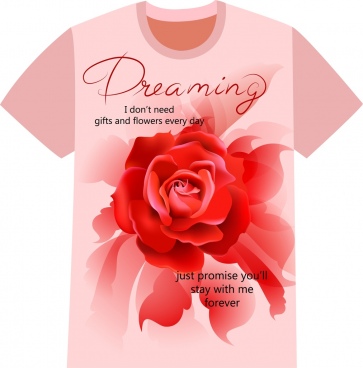 Dreaming
I don't need
gifts and flowers every day
just promise you'll
stay with me
forever